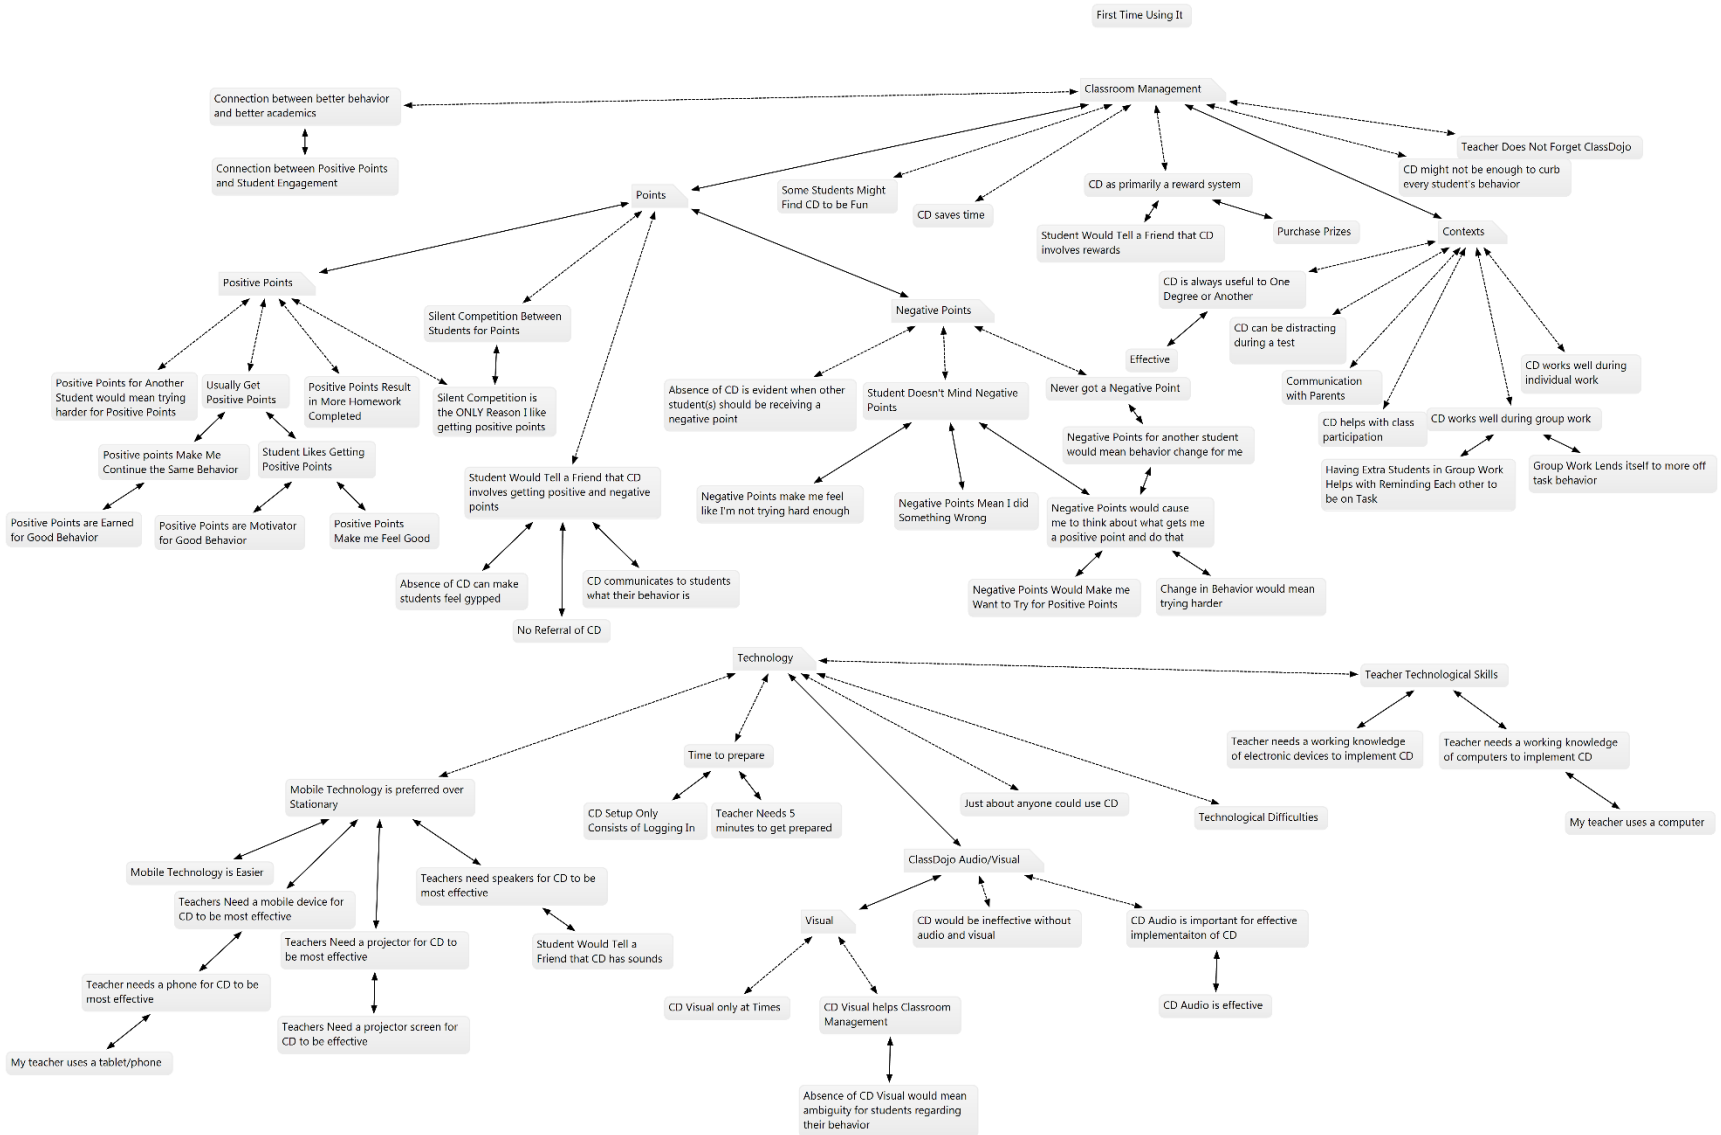 First Time Using It
Classroom Management
Connection between better behavior
and better academics
Connection between Positive Points
and Student Engagement
Teacher Does Not Forget ClassDojo
CD might not be enough to curb
every student's behavior
Points
Some Students Might
Find CD to be Fun
CD saves time
CD as primarily a reward system
Student Would Tell a Friend that CD
involves rewards
Purchase Prizes
Contexts
Positive Points
Silent Competition Between
Students for Points
Negative Points
CD is always useful to One
Degree or Another
Effective
CD can be distracting
during a test
Communication
with Parents
CD helps with class
participation
CD works well during group work
CD works well during
individual work
Having Extra Students in Group Work
Helps with Reminding Each other to
be on Task
Group Work Lends itself to more off
task behavior
Positive Points for Another
Student would mean trying
harder for Positive Points
Usually Get
Positive Points
Positive Points Result
in More Homework
Completed
Silent Competition is
the ONLY Reason I like
getting positive points
Positive points Make Me
Continue the Same Behavior
Student Likes Getting
Positive Points
Positive Points are Earned
for Good Behavior
Positive Points are Motivator
for Good Behavior
Positive Points
Make me Feel Good
Student Would Tell a Friend that CD
involves getting positive and negative
points
Absence of CD can make
students feel gypped
CD communicates to students
what their behavior is
No Referral of CD
Absence of CD is evident when other
student(s) should be receiving a
negative point
Student Doesn't Mind Negative
Points
Never got a Negative Point
Negative Points for another student
would mean behavior change for me
Negative Points make me feel
like I'm not trying hard enough
Negative Points Mean I did
Something Wrong
Negative Points would cause
me to think about what gets me
a positive point and do that
Negative Points Would Make me
Want to Try for Positive Points
Change in Behavior would mean
trying harder
Technology
Teacher Technological Skills
Teacher needs a working knowledge
of electronic devices to implement CD
Teacher needs a working knowledge
of computers to implement CD
My teacher uses a computer
Time to prepare
CD Setup Only
Consists of Logging In
Teacher Needs 5
minutes to get prepared
Just about anyone could use CD
Technological Difficulties
Mobile Technology is preferred over
Stationary
Mobile Technology is Easier
Teachers Need a mobile device for
CD to be most effective
Teachers need speakers for CD to be
most effective
Teachers Need a projector for CD to
be most effective
Student Would Tell a
Friend that CD has sounds
Teacher needs a phone for CD to be
most effective
Teachers Need a projector screen for
CD to be effective
My teacher uses a tablet/phone
ClassDojo Audio/Visual
Visual
CD would be ineffective without
audio and visual
CD Audio is important for effective
implementaiton of CD
CD Visual only at Times
CD Visual helps Classroom
Management
CD Audio is effective
Absence of CD Visual would mean
ambiguity for students regarding
their behavior